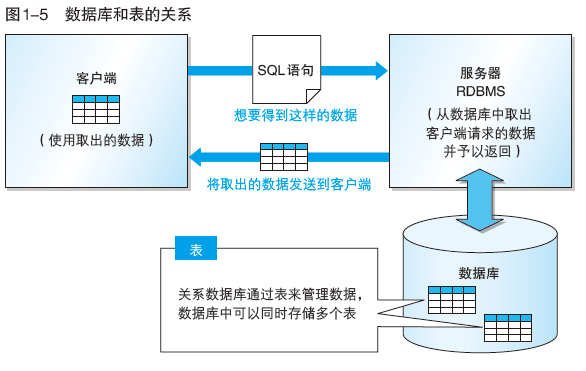 图1-5 数据库和表的关系
客户端
（使用取出的数据）
SQL语句
想要得到这样的数据
将取出的数据发送到客户端
服务器
RDBMS
（从数据库中取出
客户端请求的数据
并予以返回）
数据库
表
关系数据库通过表来管理数据，
数据库中可以同时存储多个表